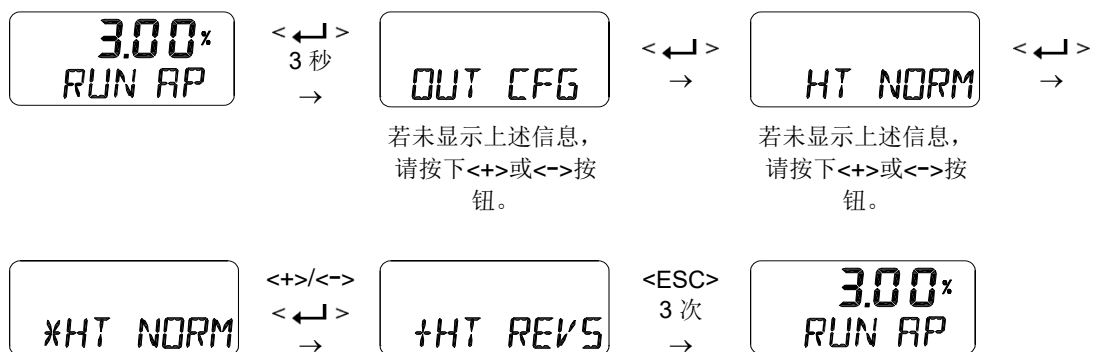 3.00%
RUN AP
< ↵ >
3 秒
→
OUT CFG
若未显示上述信息，
请按下<+>或<->按
钮。
< ↵ >
→
HT NORM
若未显示上述信息，
请按下<+>或<->按
钮。
< ↵ >
→
*HT NORM
<+>/<->
< ↵ >
→
+HT REVS
<ESC>
3 次
→
3.00%
RUN AP